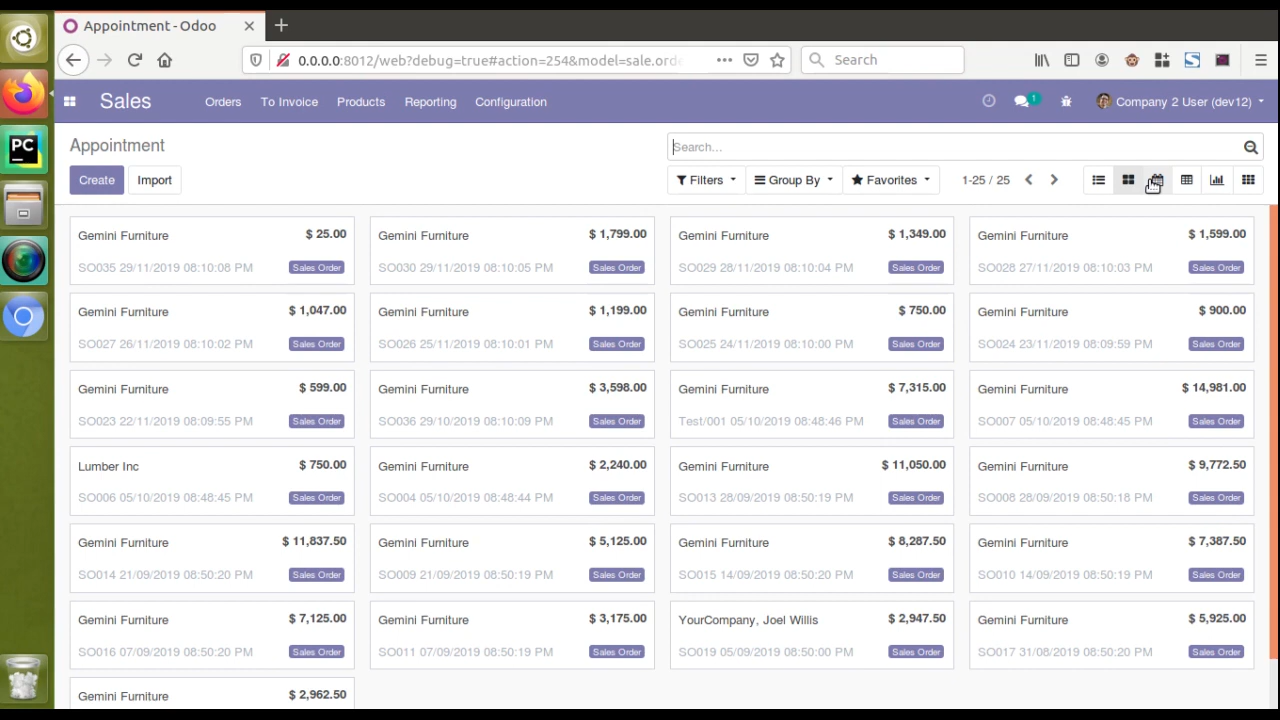 Appointment - Odoo
0.0.0.0:8012/web?debug=true#action=254&model=sale.orde
Search
Sales
Orders
To Invoice
Products
Reporting
Configuration
1
Company 2 User (dev12)
Appointment
Search...
Create
Import
Filters
Group By
Favorites
1-25 / 25
PC
Gemini Furniture $ 25.00
SO035 29/11/2019 08:10:08 PM Sales Order
Gemini Furniture $ 1,799.00
SO030 29/11/2019 08:10:05 PM Sales Order
Gemini Furniture $ 1,349.00
SO029 28/11/2019 08:10:04 PM Sales Order
Gemini Furniture $ 1,599.00
SO028 27/11/2019 08:10:03 PM Sales Order
Gemini Furniture $ 1,047.00
SO027 26/11/2019 08:10:02 PM Sales Order
Gemini Furniture $ 1,199.00
SO026 25/11/2019 08:10:01 PM Sales Order
Gemini Furniture $ 750.00
SO025 24/11/2019 08:10:00 PM Sales Order
Gemini Furniture $ 900.00
SO024 23/11/2019 08:09:59 PM Sales Order
Gemini Furniture $ 599.00
SO023 22/11/2019 08:09:55 PM Sales Order
Gemini Furniture $ 3,598.00
SO036 29/10/2019 08:10:09 PM Sales Order
Gemini Furniture $ 7,315.00
Test/001 05/10/2019 08:48:46 PM Sales Order
Gemini Furniture $ 14,981.00
SO007 05/10/2019 08:48:45 PM Sales Order
Lumber Inc $ 750.00
SO006 05/10/2019 08:48:45 PM Sales Order
Gemini Furniture $ 2,240.00
SO004 05/10/2019 08:48:44 PM Sales Order
Gemini Furniture $ 11,050.00
SO013 28/09/2019 08:50:19 PM Sales Order
Gemini Furniture $ 9,772.50
SO008 28/09/2019 08:50:18 PM Sales Order
Gemini Furniture $ 11,837.50
SO014 21/09/2019 08:50:20 PM Sales Order
Gemini Furniture $ 5,125.00
SO009 21/09/2019 08:50:19 PM Sales Order
Gemini Furniture $ 8,287.50
SO015 14/09/2019 08:50:20 PM Sales Order
Gemini Furniture $ 7,387.50
SO010 14/09/2019 08:50:19 PM Sales Order
Gemini Furniture $ 7,125.00
SO016 07/09/2019 08:50:20 PM Sales Order
Gemini Furniture $ 3,175.00
SO011 07/09/2019 08:50:19 PM Sales Order
YourCompany, Joel Willis $ 2,947.50
SO019 05/09/2019 08:50:00 PM Sales Order
Gemini Furniture $ 5,925.00
SO017 31/08/2019 08:50:20 PM Sales Order
Gemini Furniture $ 2,962.50